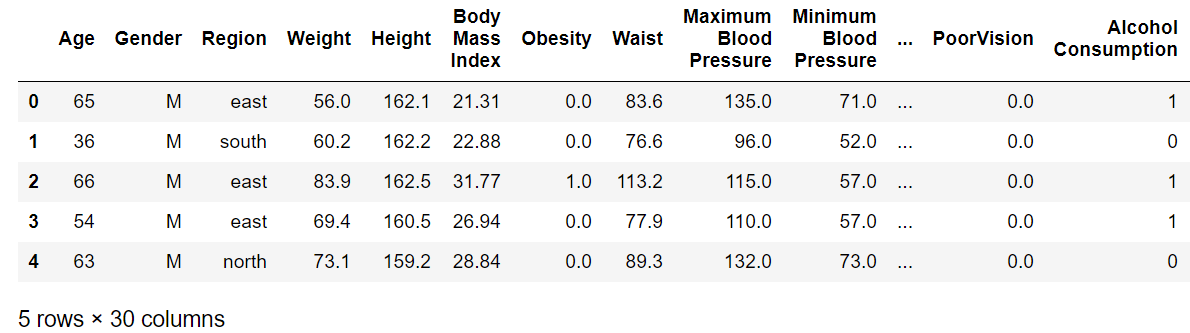 Age Gender Region Weight Height Body Mass Index Obesity Waist Maximum Blood Pressure Minimum Blood Pressure ... PoorVision Alcohol Consumption
0 65 M east 56.0 162.1 21.31 0.0 83.6 135.0 71.0 ... 0.0 1
1 36 M south 60.2 162.2 22.88 0.0 76.6 96.0 52.0 ... 0.0 0
2 66 M east 83.9 162.5 31.77 1.0 113.2 115.0 57.0 ... 0.0 1
3 54 M east 69.4 160.5 26.94 0.0 77.9 110.0 57.0 ... 0.0 1
4 63 M north 73.1 159.2 28.84 0.0 89.3 132.0 73.0 ... 0.0 0
5 rows × 30 columns